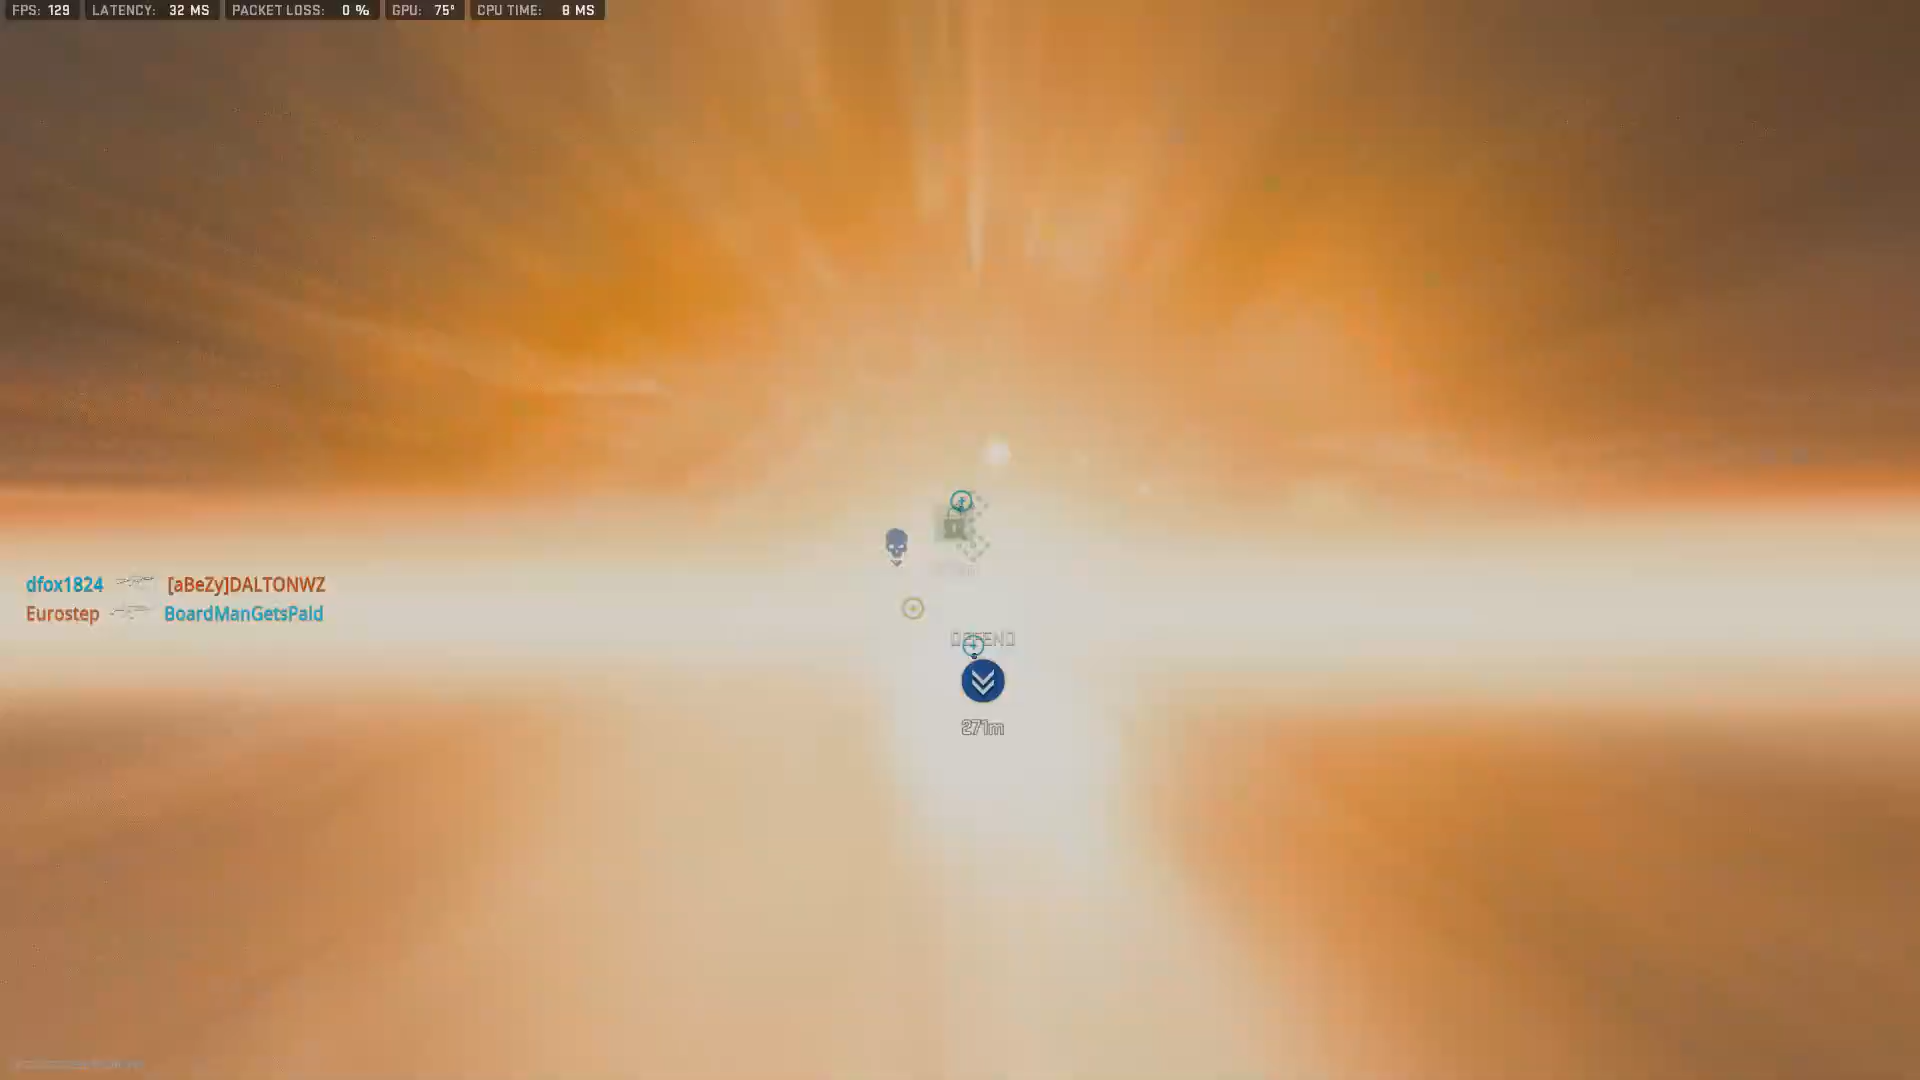 FPS: 129 LATENCY: 32 MS PACKET LOSS: 0 % GPU: 75° CPU TIME: 8 MS
dfox1824 [aBeZy]DALTONWZ
Eurostep BoardManGetsPaId
DEFEND
271m